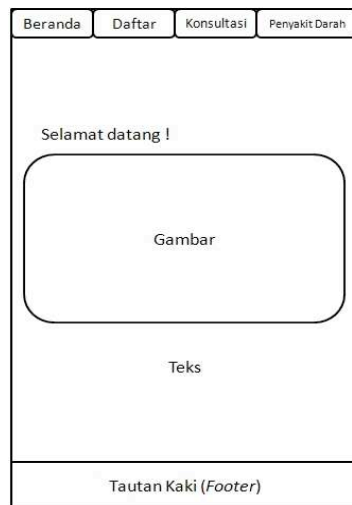 Beranda Daftar Konsultasi Penyakit Darah
Selamat datang !
Gambar
Teks
Tautan Kaki (Footer)